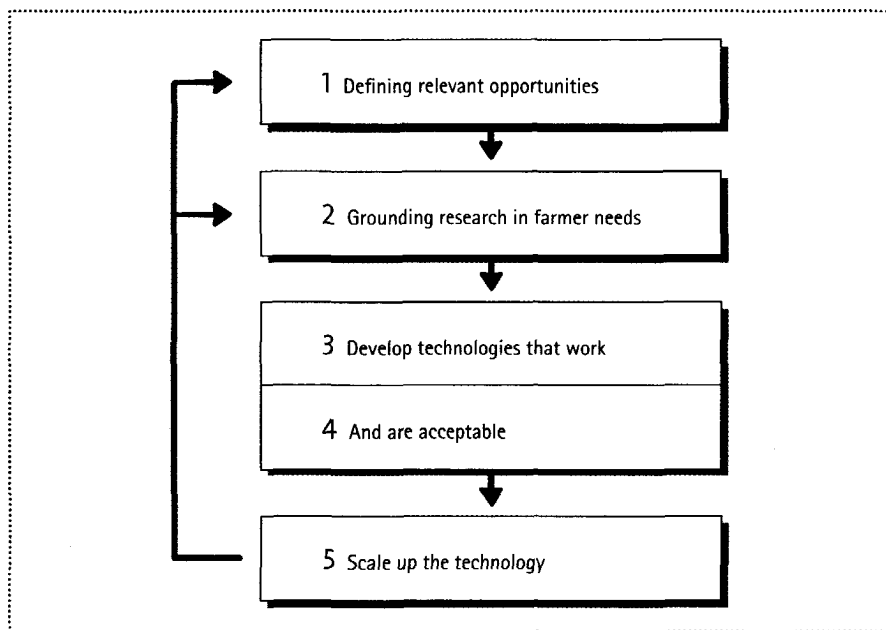 1 Defining relevant opportunities
2 Grounding research in farmer needs
3 Develop technologies that work
4 And are acceptable
5 Scale up the technology